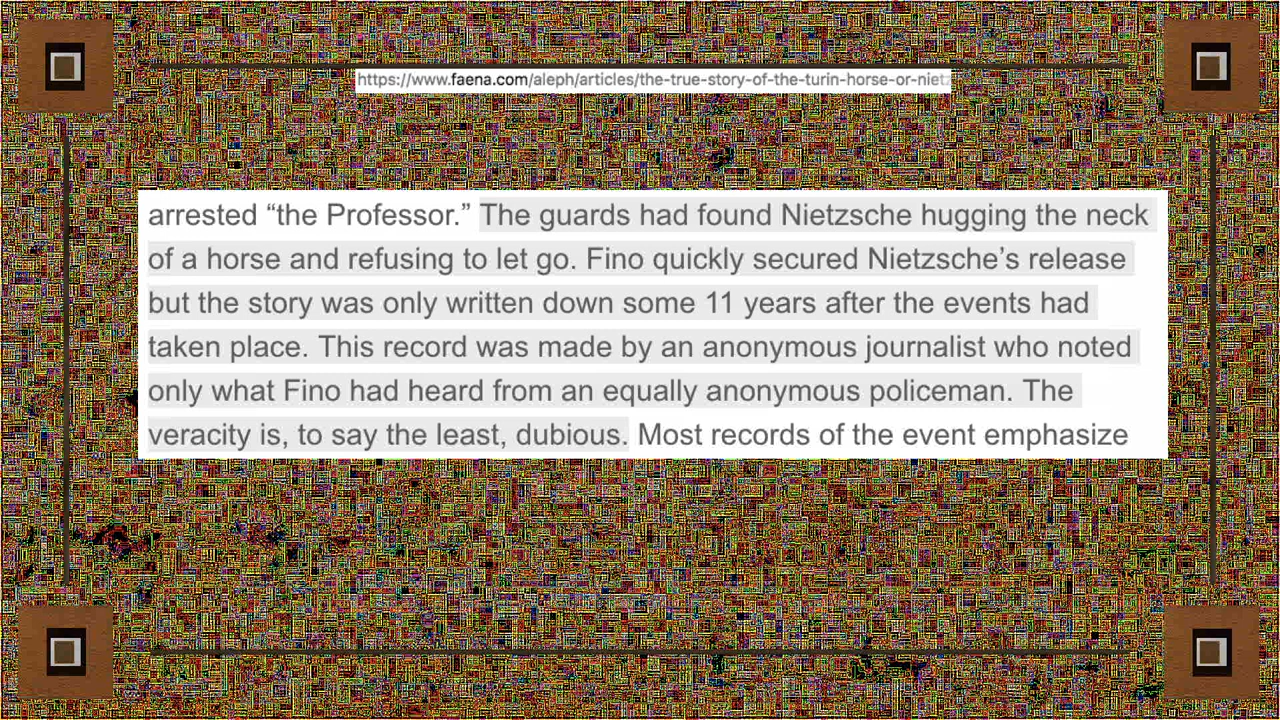 https://www.faena.com/aleph/articles/the-true-story-of-the-turin-horse-or-nietz
arrested “the Professor.” The guards had found Nietzsche hugging the neck
of a horse and refusing to let go. Fino quickly secured Nietzsche’s release
but the story was only written down some 11 years after the events had
taken place. This record was made by an anonymous journalist who noted
only what Fino had heard from an equally anonymous policeman. The
veracity is, to say the least, dubious. Most records of the event emphasize